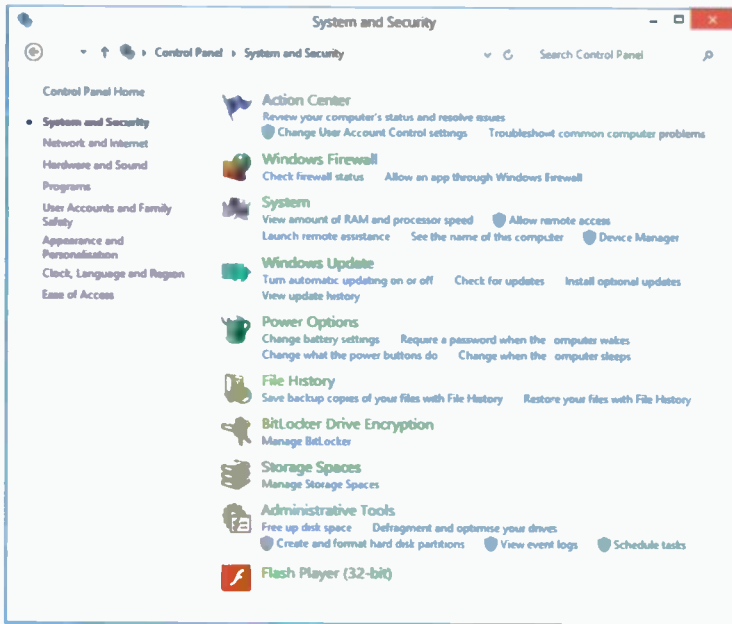 System and Security
Control Panel System and Security
Search Control Panel
Control Panel Home
System and Security
Network and Internet
Hardware and Sound
Programs
User Accounts and Family
Safety
Appearance and
Personalisation
Clock, Language and Region
Ease of Access
Action Center
Review your computer's status and resolve issues
Change User Account Control settings Troubleshoot common computer problems
Windows Firewall
Check firewall status Allow an app through Windows Firewall
System
View amount of RAM and processor speed Allow remote access
Launch remote assistance See the name of this computer Device Manager
Windows Update
Turn automatic updating on or off Check for updates Install optional updates
View update history
Power Options
Change battery settings Require a password when the omputer wakes
Change what the power buttons do Change when the omputer sleeps
File History
Save backup copies of your files with File History Restore your files with File History
BitLocker Drive Encryption
Manage BitLocker
Storage Spaces
Manage Storage Spaces
Administrative Tools
Free up disk space Defragment and optimise your drives
Create and format hard disk partitions View event logs Schedule tasks
Flash Player (32-bit)